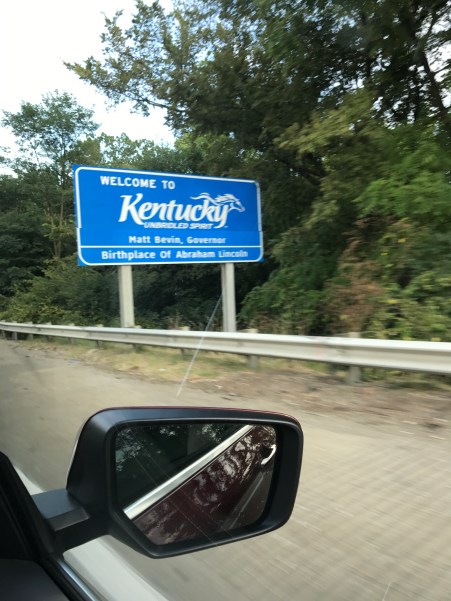 WELCOME TO
Kentucky
UNBRIDLED SPIRIT
Matt Bevin, Governor
Birthplace Of Abraham Lincoln